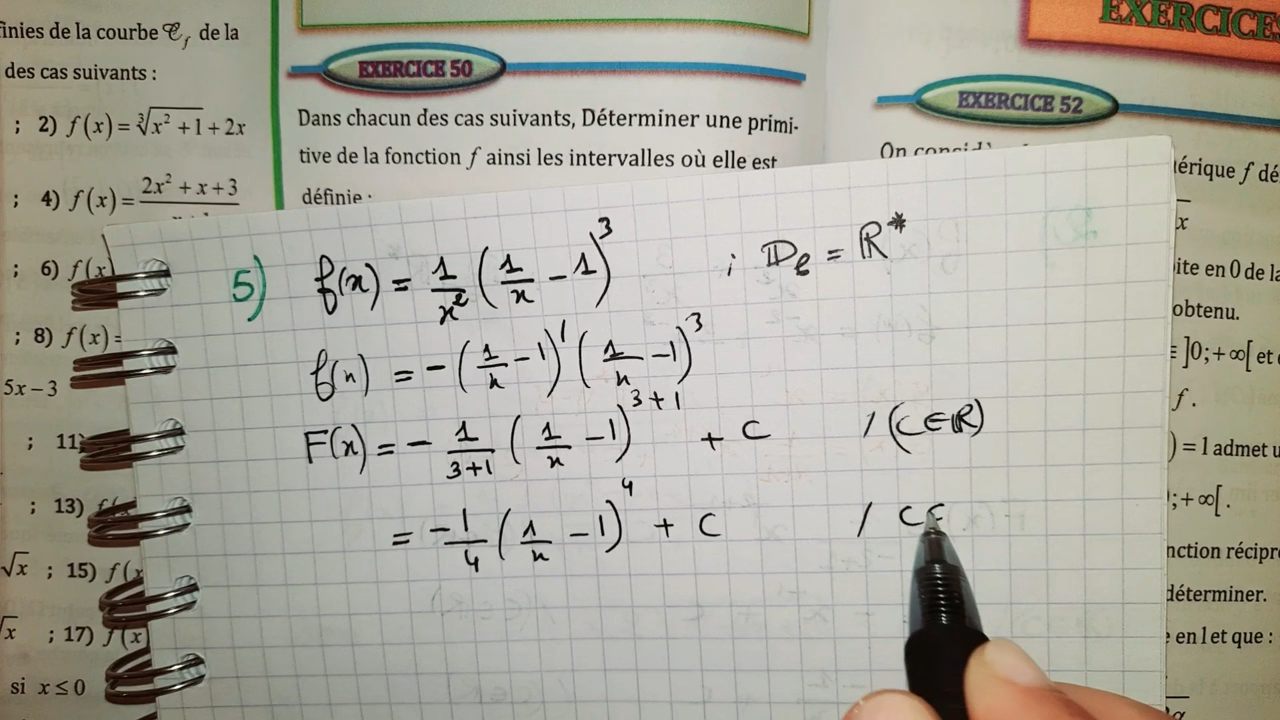 finies de la courbe 𝒞f de la
des cas suivants :
; 2) f(x) = ∛(x² + 1) + 2x
; 4) f(x) = (2x² + x + 3)/
; 6) f(x)
; 8) f(x) =
5x − 3
; 11)
; 13) f(x
√x ; 15) f(x
√x ; 17) f(x)
si x ≤ 0
EXERCICE 50
Dans chacun des cas suivants, Déterminer une primi-
tive de la fonction f ainsi les intervalles où elle est
définie :
5) f(x) = 1/x² (1/x − 1)³ ; Df = ℝ*
f(x) = −(1/x − 1)′ (1/x − 1)³
F(x) = − 1/(3+1) (1/x − 1)³⁺¹ + C / (C∈ℝ)
= −1/4 (1/x − 1)⁴ + C / C∈
EXERCICES
EXERCICE 52
On considè
érique f dé
x
ite en 0 de la
obtenu.
]0;+∞[ et
f.
) = 1 admet u
;+∞[.
nction récipr
déterminer.
en 1 et que :